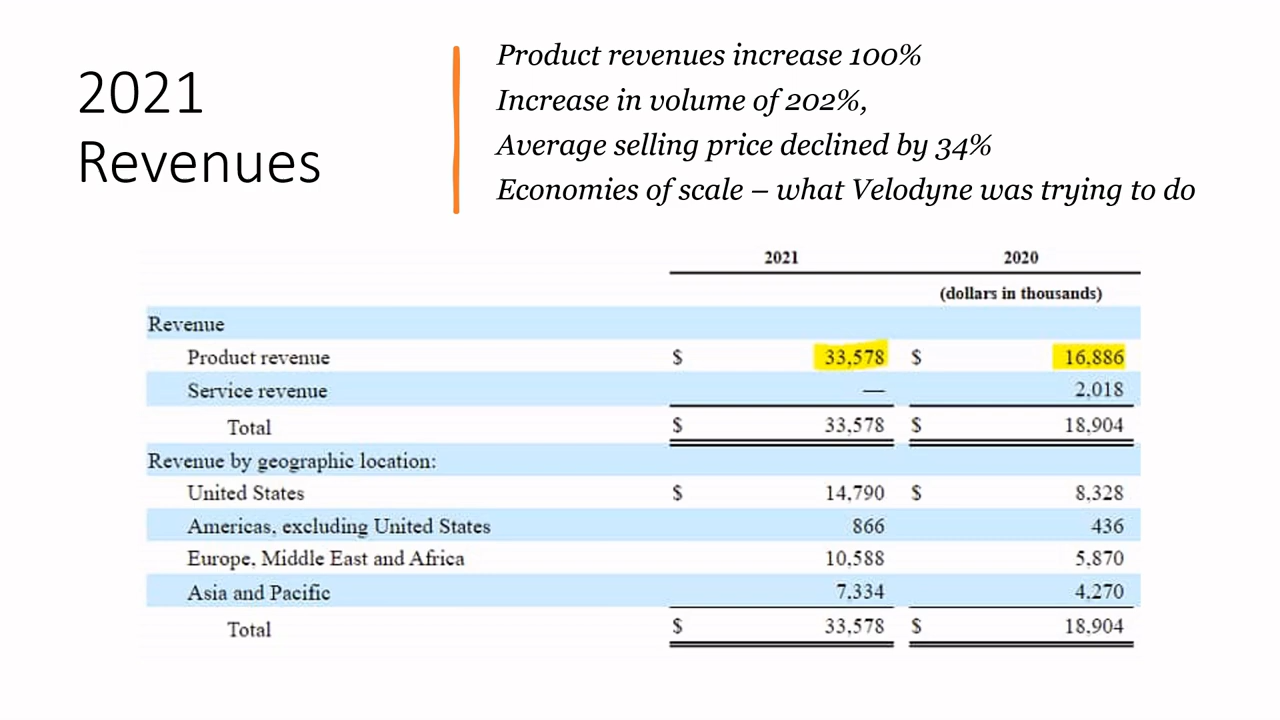 2021
Revenues
Product revenues increase 100%
Increase in volume of 202%,
Average selling price declined by 34%
Economies of scale – what Velodyne was trying to do
2021 2020
(dollars in thousands)
Revenue
Product revenue $ 33,578 $ 16,886
Service revenue — 2,018
Total $ 33,578 $ 18,904
Revenue by geographic location:
United States $ 14,790 $ 8,328
Americas, excluding United States 866 436
Europe, Middle East and Africa 10,588 5,870
Asia and Pacific 7,334 4,270
Total $ 33,578 $ 18,904